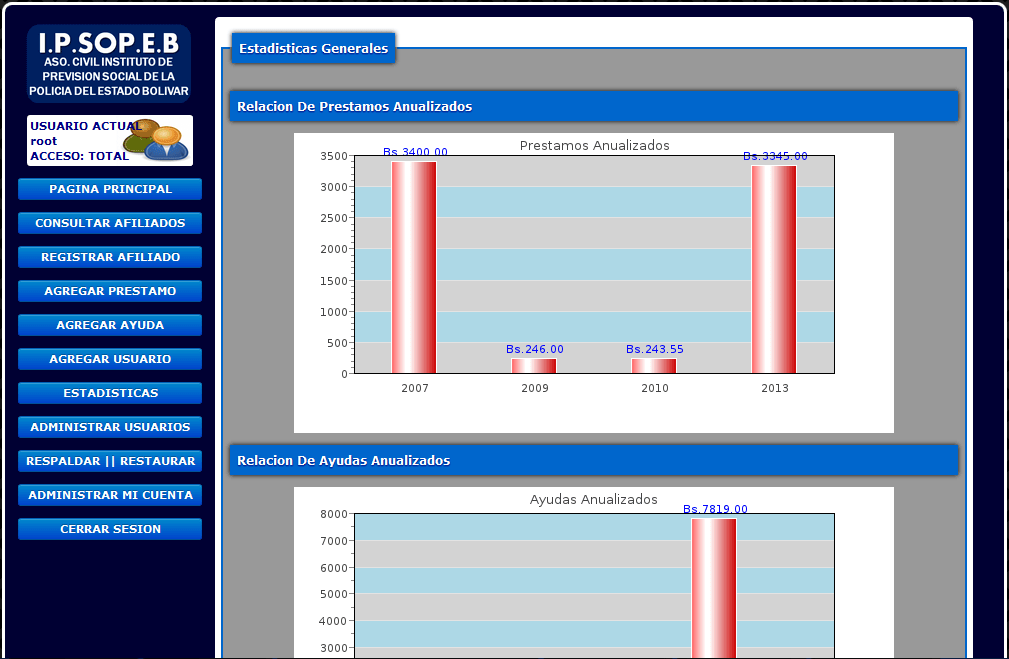 I.P.SOP.E.B
ASO. CIVIL INSTITUTO DE
PREVISION SOCIAL DE LA
POLICIA DEL ESTADO BOLIVAR
USUARIO ACTUAL
root
ACCESO: TOTAL
PAGINA PRINCIPAL
CONSULTAR AFILIADOS
REGISTRAR AFILIADO
AGREGAR PRESTAMO
AGREGAR AYUDA
AGREGAR USUARIO
ESTADISTICAS
ADMINISTRAR USUARIOS
RESPALDAR || RESTAURAR
ADMINISTRAR MI CUENTA
CERRAR SESION
Estadisticas Generales
Relacion De Prestamos Anualizados
Prestamos Anualizados
Bs.3400.00
Bs.3345.00
3500
3000
2500
2000
1500
1000
500
0
Bs.246.00
Bs.243.55
2007
2009
2010
2013
Relacion De Ayudas Anualizados
Ayudas Anualizados
Bs.7819.00
8000
7000
6000
5000
4000
3000